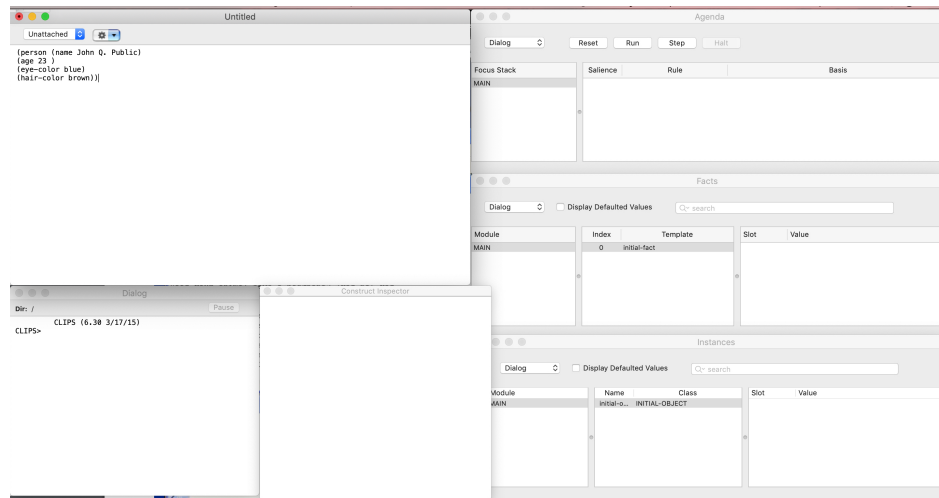 Untitled
Unattached
(person (name John Q. Public)
(age 23 )
(eye-color blue)
(hair-color brown))
Agenda
Dialog Reset Run Step Halt
Focus Stack Salience Rule Basis
MAIN
Facts
Dialog Display Defaulted Values search
Module Index Template Slot Value
MAIN 0 initial-fact
Dialog
Dir: / Pause
CLIPS (6.30 3/17/15)
CLIPS>
Construct Inspector
Instances
Dialog Display Defaulted Values search
Module Name Class Slot Value
MAIN initial-o... INITIAL-OBJECT